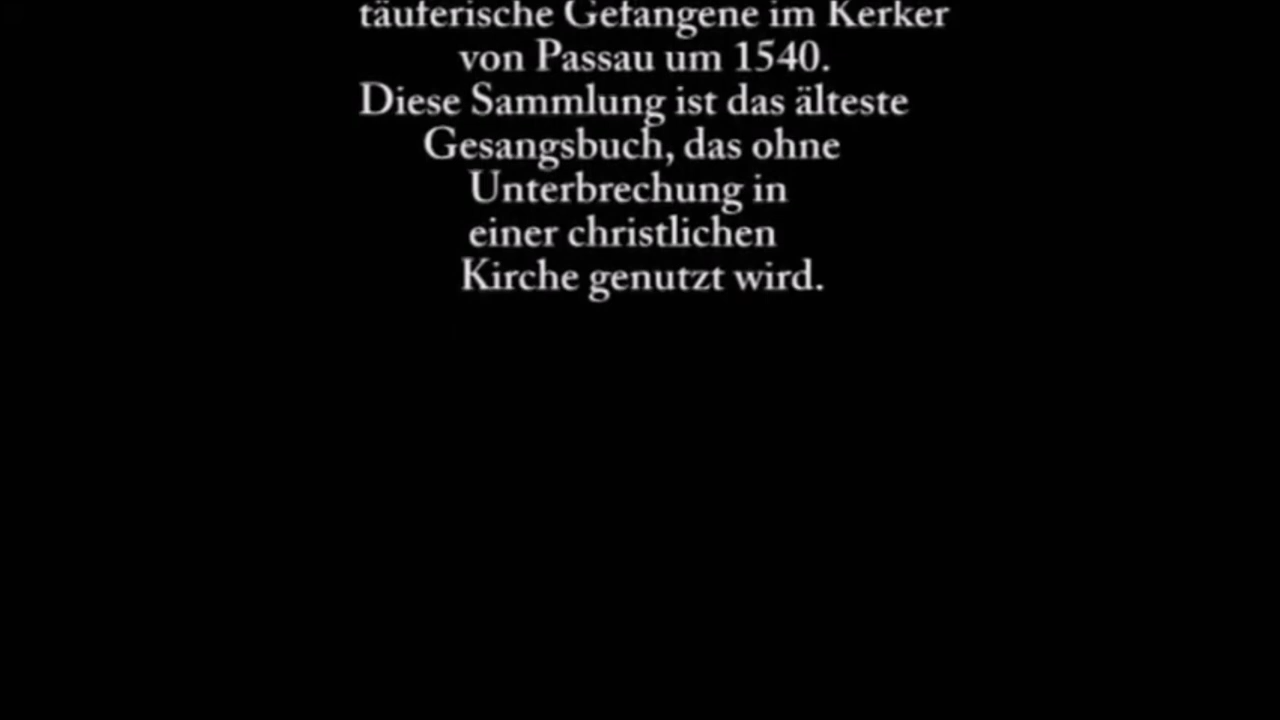 täuferische Gefangene im Kerker
von Passau um 1540.
Diese Sammlung ist das älteste
Gesangsbuch, das ohne
Unterbrechung in
einer christlichen
Kirche genutzt wird.